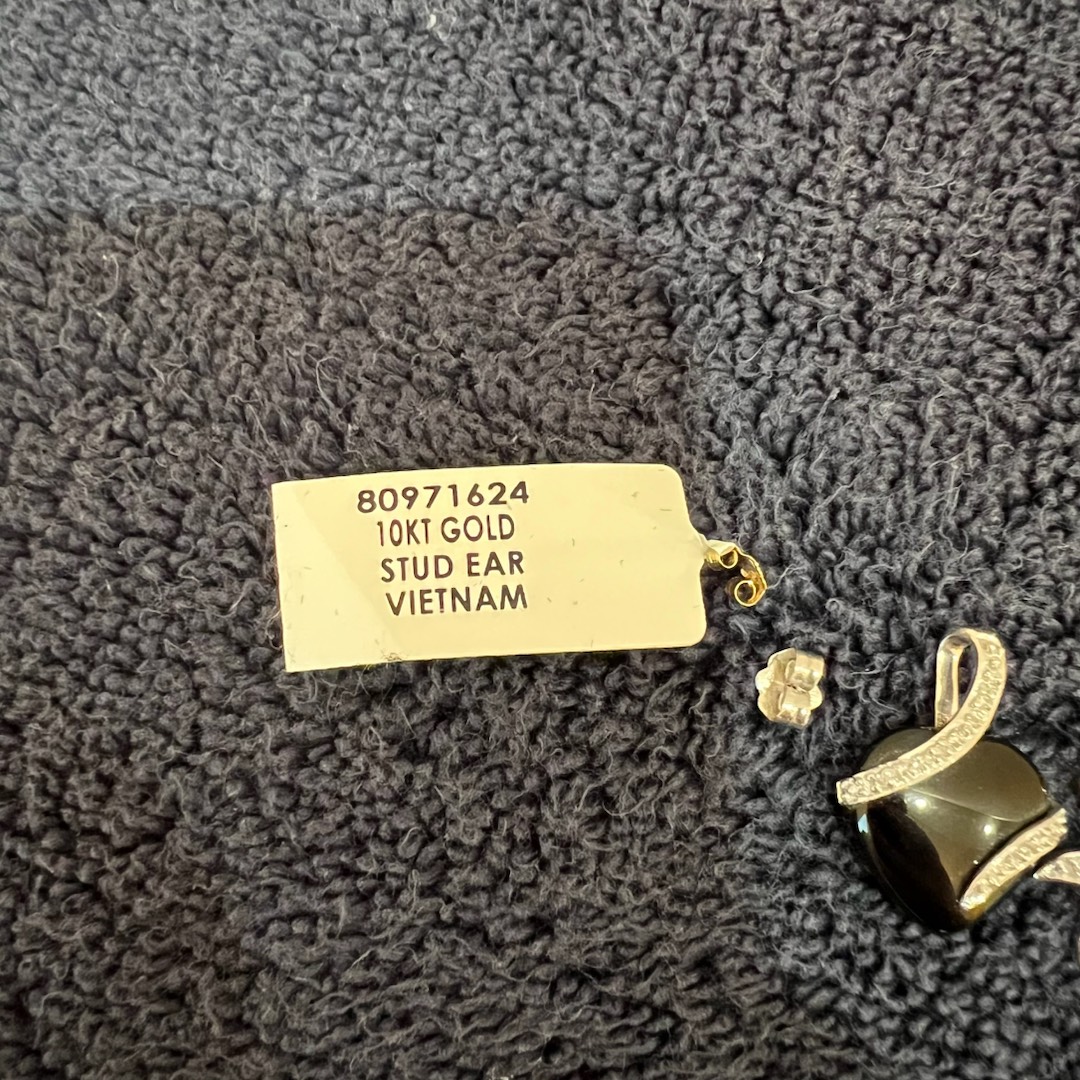 80971624
10KT GOLD
STUD EAR
VIETNAM